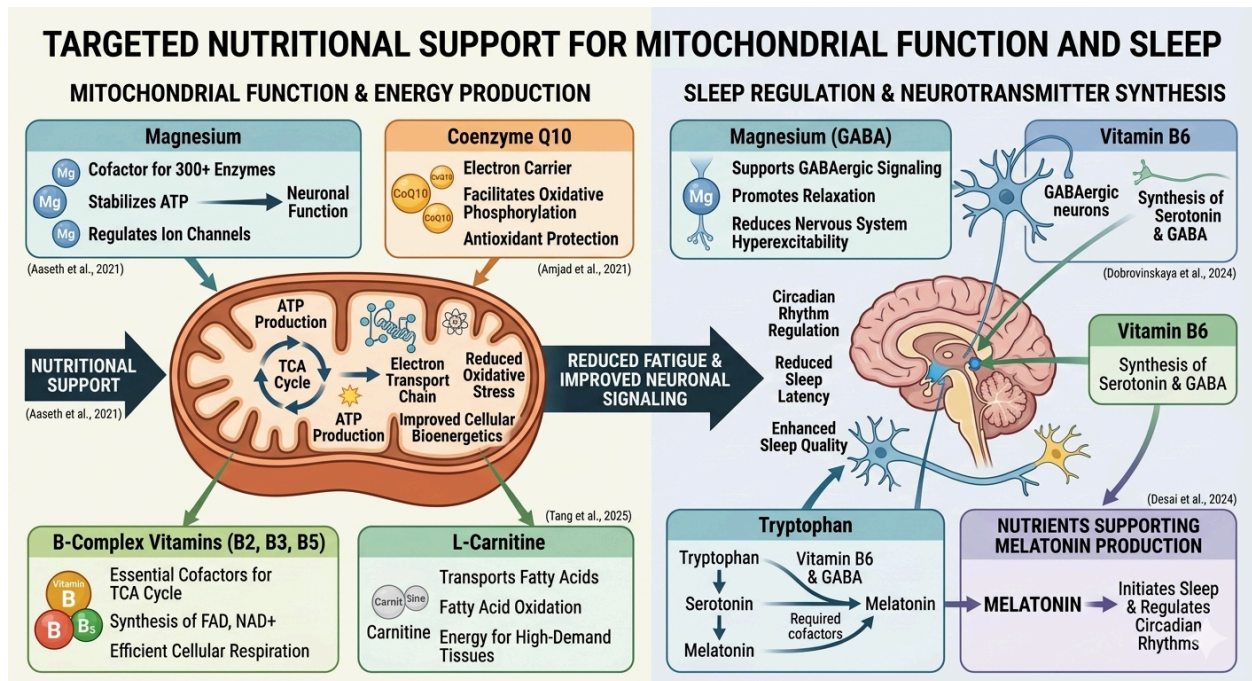 TARGETED NUTRITIONAL SUPPORT FOR MITOCHONDRIAL FUNCTION AND SLEEP
MITOCHONDRIAL FUNCTION & ENERGY PRODUCTION
Magnesium
Mg
Mg
Mg
Cofactor for 300+ Enzymes
Stabilizes ATP
Regulates Ion Channels
Neuronal
Function
(Aaseth et al., 2021)
Coenzyme Q10
CoQ10
CoQ10
Electron Carrier
Facilitates Oxidative
Phosphorylation
Antioxidant Protection
(Amjad et al., 2021)
NUTRITIONAL
SUPPORT
(Aaseth et al., 2021)
ATP
Production
TCA
Cycle
Electron
Transport
Chain
Reduced
Oxidative
Stress
ATP
Production
Improved Cellular
Bioenergetics
REDUCED FATIGUE &
IMPROVED NEURONAL
SIGNALING
B-Complex Vitamins (B2, B3, B5)
Vitamin
B
B
B5
Essential Cofactors for
TCA Cycle
Synthesis of FAD, NAD+
Efficient Cellular Respiration
(Tang et al., 2025)
L-Carnitine
Carnit
Sine
Carnitine
Transports Fatty Acids
Fatty Acid Oxidation
Energy for High-Demand
Tissues
SLEEP REGULATION & NEUROTRANSMITTER SYNTHESIS
Magnesium (GABA)
Mg
Supports GABAergic Signaling
Promotes Relaxation
Reduces Nervous System
Hyperexcitability
Vitamin B6
GABAergic
neurons
Synthesis of
Serotonin
& GABA
(Dobrovinskaya et al., 2024)
Circadian
Rhythm
Regulation
Reduced
Sleep
Latency
Enhanced
Sleep Quality
Vitamin B6
Synthesis of
Serotonin & GABA
(Desai et al., 2024)
Tryptophan
Tryptophan
Serotonin
Melatonin
Vitamin B6
& GABA
Required
cofactors
Melatonin
NUTRIENTS SUPPORTING
MELATONIN PRODUCTION
MELATONIN
Initiates Sleep
& Regulates
Circadian
Rhythms